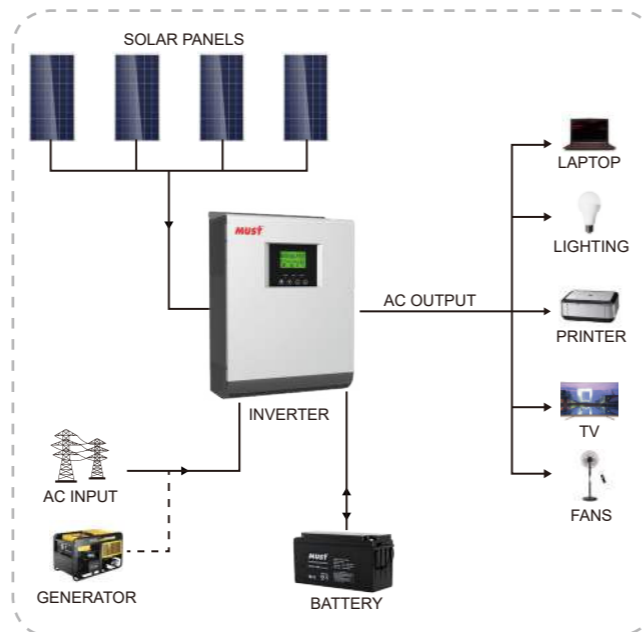 SOLAR PANELS
MUST
LAPTOP
LIGHTING
AC OUTPUT
PRINTER
INVERTER
TV
AC INPUT
FANS
MUST
GENERATOR
BATTERY